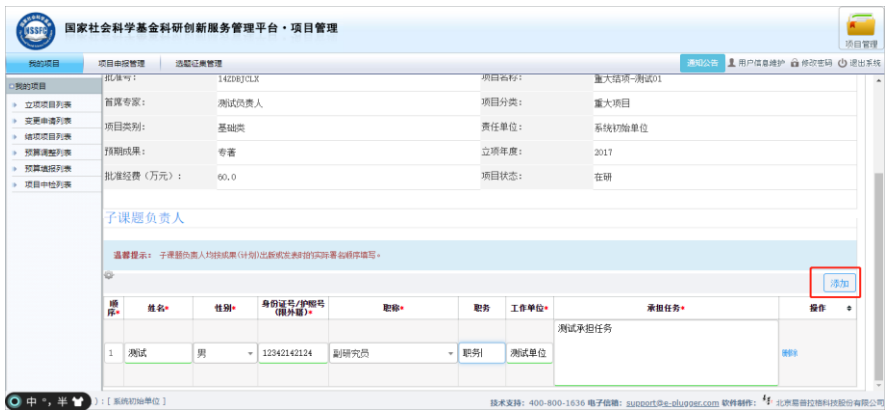 NSSFC
国家社会科学基金科研创新服务管理平台·项目管理
项目管理
我的项目 项目申报管理 选题征集管理 通知公告 用户信息维护 修改密码 退出系统
我的项目
立项项目列表
变更申请列表
结项项目列表
预算调整列表
预算填报列表
项目中检列表
批准号: 14ZDBJCLX 项目名称: 重大结项-测试01
首席专家: 测试负责人 项目分类: 重大项目
项目类别: 基础类 责任单位: 系统初始单位
预期成果: 专著 立项年度: 2017
批准经费(万元): 60.0 项目状态: 在研
子课题负责人
温馨提示: 子课题负责人均按成果(计划)出版或发表时的实际署名顺序填写。
添加
顺序* 姓名* 性别* 身份证号/护照号(限外籍)* 职称* 职务 工作单位* 承担任务* 操作
1 测试 男 12342142124 副研究员 职务 测试单位 测试承担任务 删除
中 °, 半
):[ 系统初始单位 ]
技术支持: 400-800-1636 电子信箱: support@e-plugger.com 软件制作: 北京易普拉格科技股份有限公司